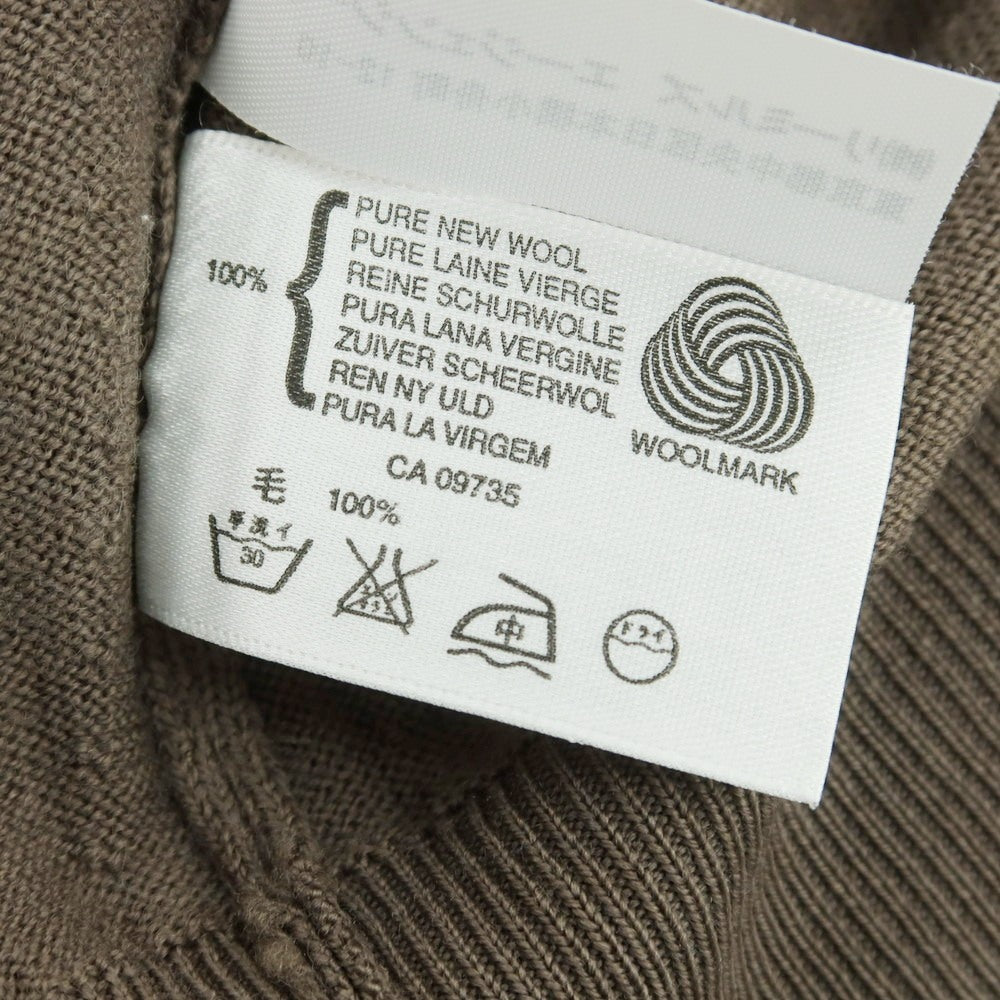 100%
PURE NEW WOOL
PURE LAINE VIERGE
REINE SCHURWOLLE
PURA LANA VERGINE
ZUIVER SCHEERWOL
REN NY ULD
PURA LA VIRGEM
WOOLMARK
CA 09735
毛 100%
手洗イ
30
中
ドライ